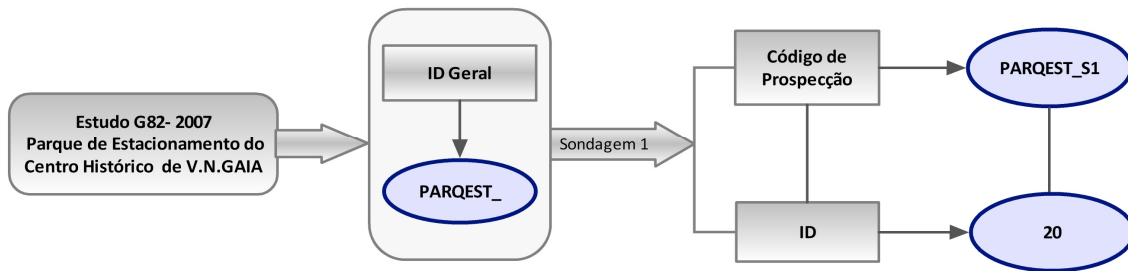 Estudo G82- 2007
Parque de Estacionamento do
Centro Histórico de V.N.GAIA
ID Geral
PARQEST_
Sondagem 1
Código de
Prospecção
PARQEST_S1
ID
20